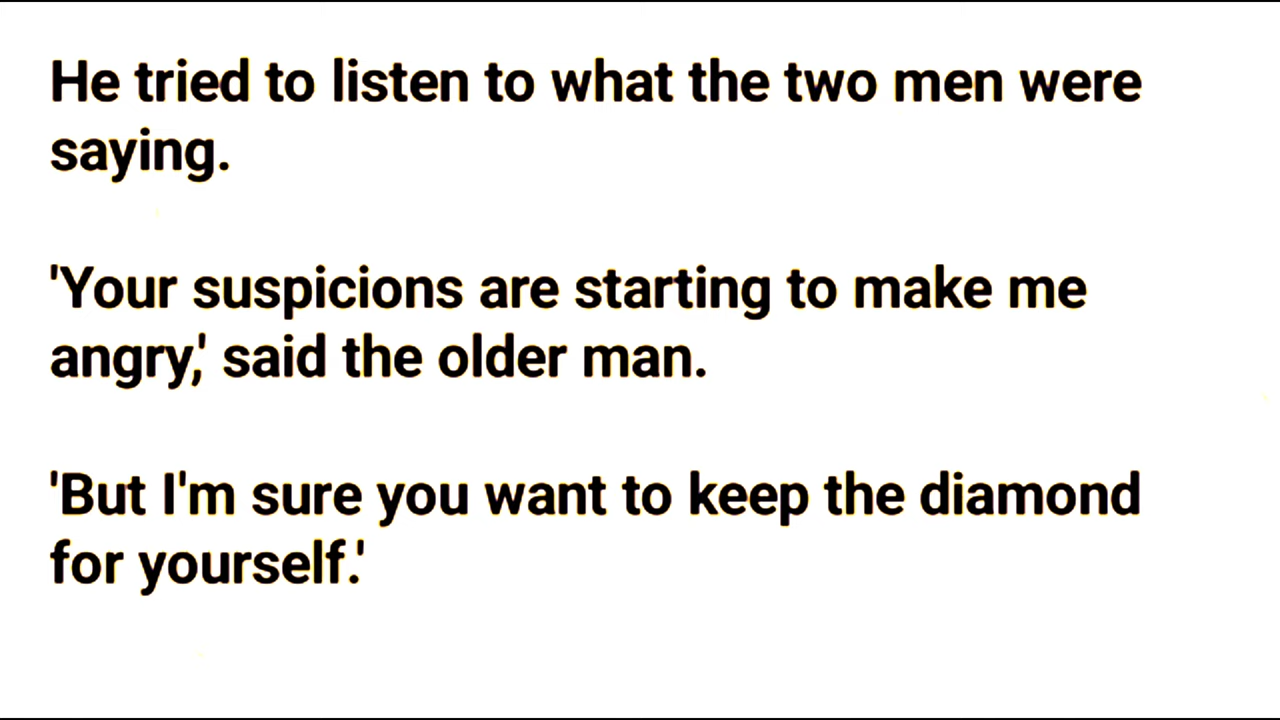 He tried to listen to what the two men were
saying.
'Your suspicions are starting to make me
angry,' said the older man.
'But I'm sure you want to keep the diamond
for yourself.'